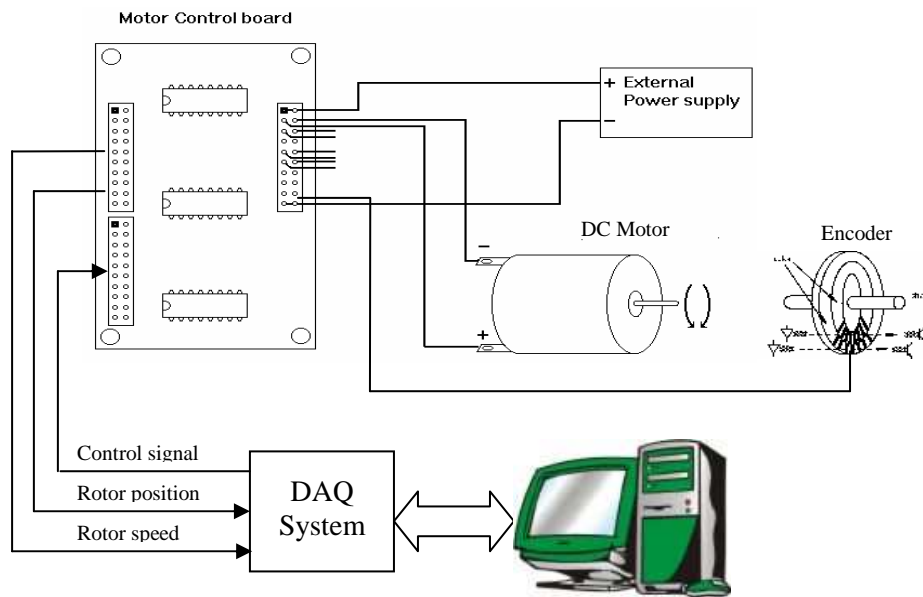 Motor Control board
+ External
Power supply
−
DC Motor
Encoder
−
+
Control signal
Rotor position
Rotor speed
DAQ
System